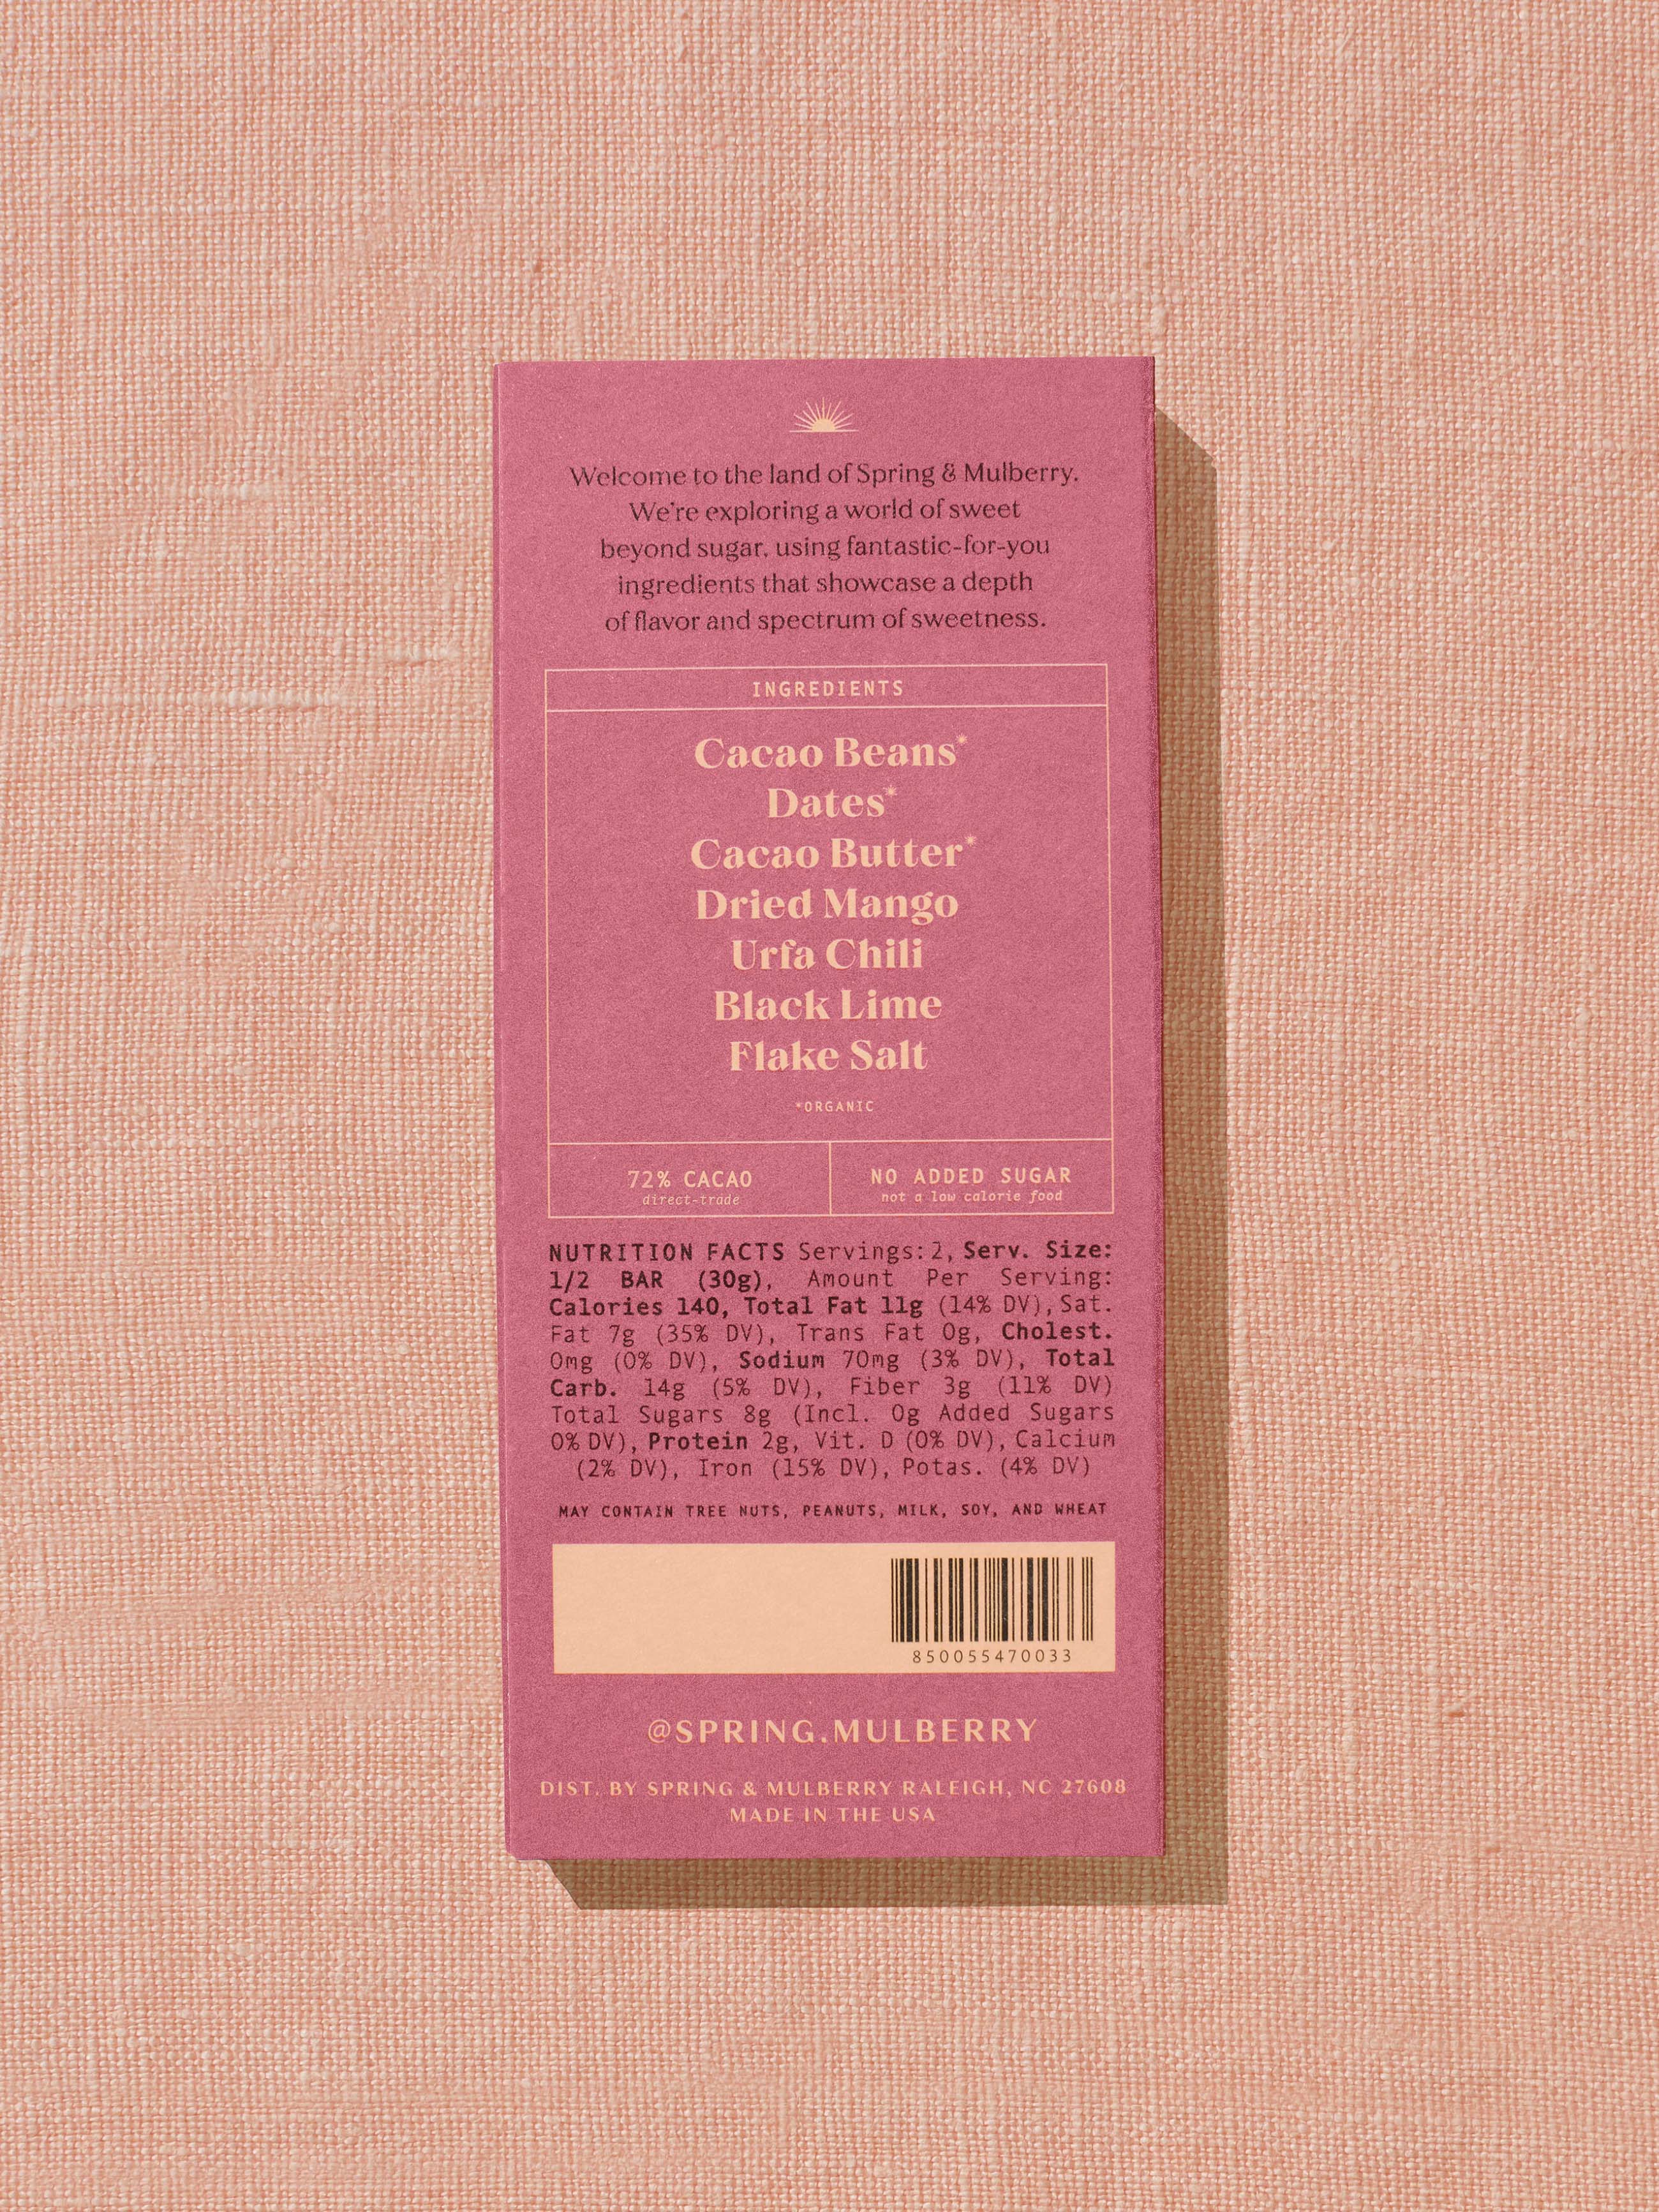 Welcome to the land of Spring & Mulberry.
We're exploring a world of sweet
beyond sugar, using fantastic-for-you
ingredients that showcase a depth
of flavor and spectrum of sweetness.
INGREDIENTS
Cacao Beans*
Dates*
Cacao Butter*
Dried Mango
Urfa Chili
Black Lime
Flake Salt
*ORGANIC
72% CACAO
direct-trade
NO ADDED SUGAR
not a low calorie food
NUTRITION FACTS Servings: 2, Serv. Size:
1/2 BAR (30g), Amount Per Serving:
Calories 140, Total Fat 11g (14% DV), Sat.
Fat 7g (35% DV), Trans Fat 0g, Cholest.
0mg (0% DV), Sodium 70mg (3% DV), Total
Carb. 14g (5% DV), Fiber 3g (11% DV)
Total Sugars 8g (Incl. 0g Added Sugars
0% DV), Protein 2g, Vit. D (0% DV), Calcium
(2% DV), Iron (15% DV), Potas. (4% DV)
MAY CONTAIN TREE NUTS, PEANUTS, MILK, SOY, AND WHEAT
850055470033
@SPRING.MULBERRY
DIST. BY SPRING & MULBERRY RALEIGH, NC 27608
MADE IN THE USA